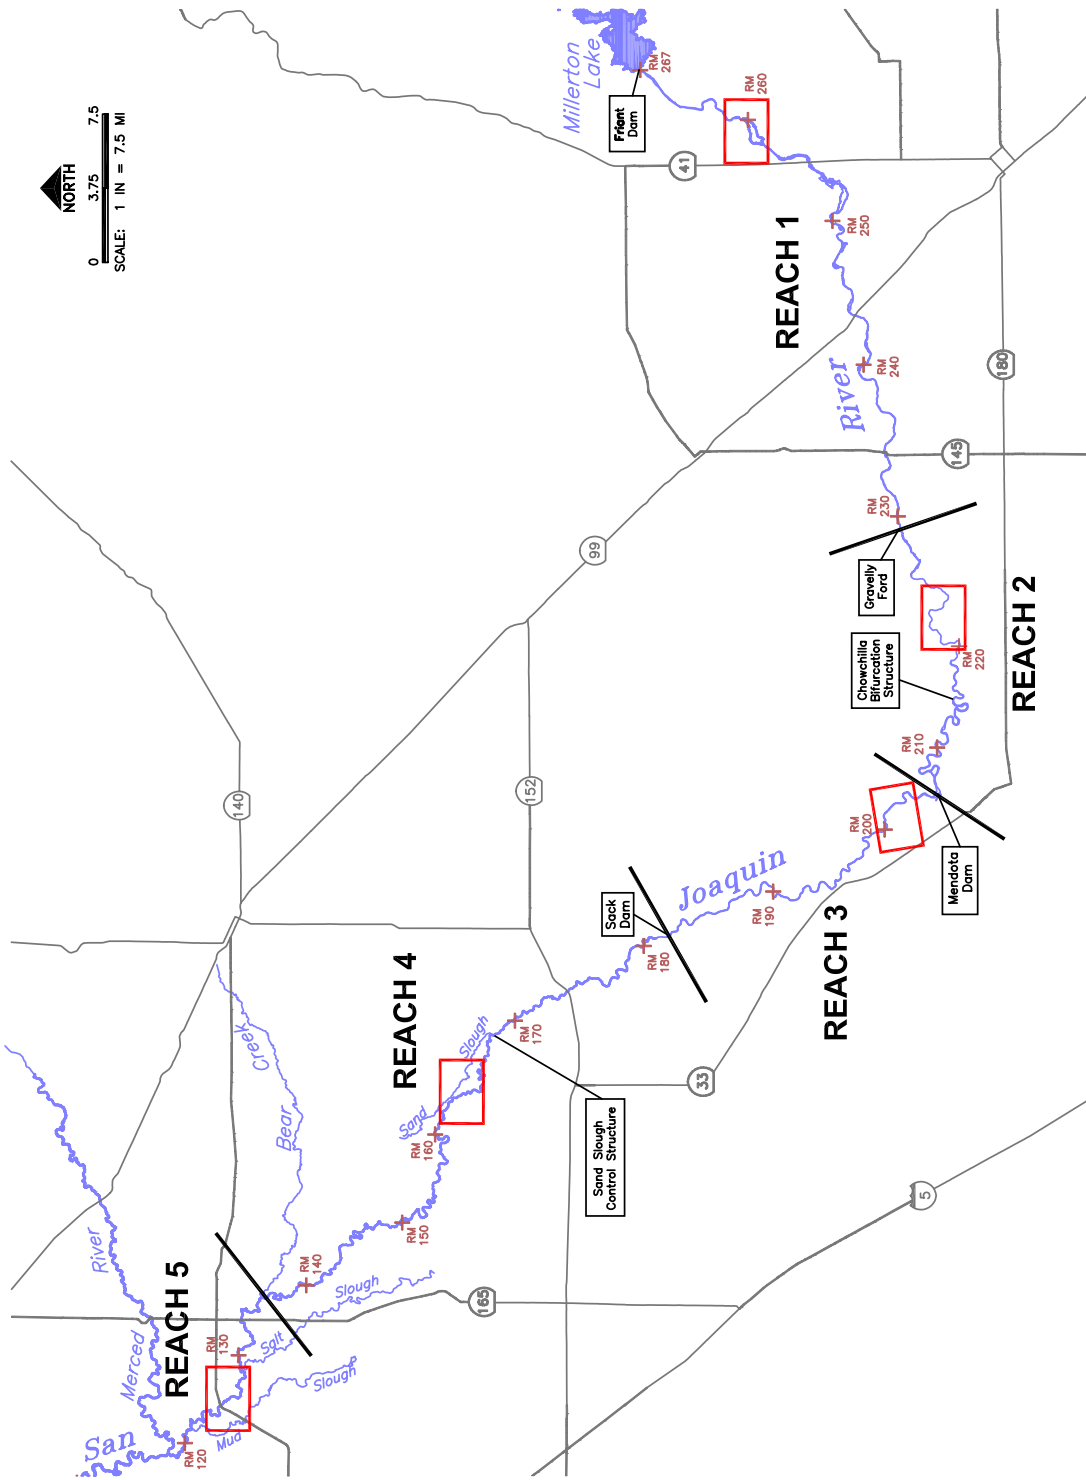 NORTH
0 3.75 7.5
SCALE: 1 IN = 7.5 MI
Millerton
Lake
RM
267
Friant
Dam
RM
260
41
RM
250
REACH 1
River
RM
240
180
145
99
RM
230
Gravelly
Ford
REACH 2
RM
220
Chowchilla
Bifurcation
Structure
RM
210
Mendota
Dam
RM
200
140
152
Joaquin
RM
190
REACH 3
Sack
Dam
RM
180
REACH 4
RM
170
Sand Slough
Sand Slough
Control Structure
33
5
RM
160
RM
150
Bear Creek
RM
140
Salt Slough
165
River
Merced
REACH 5
RM
130
Mud Slough
San
RM
120